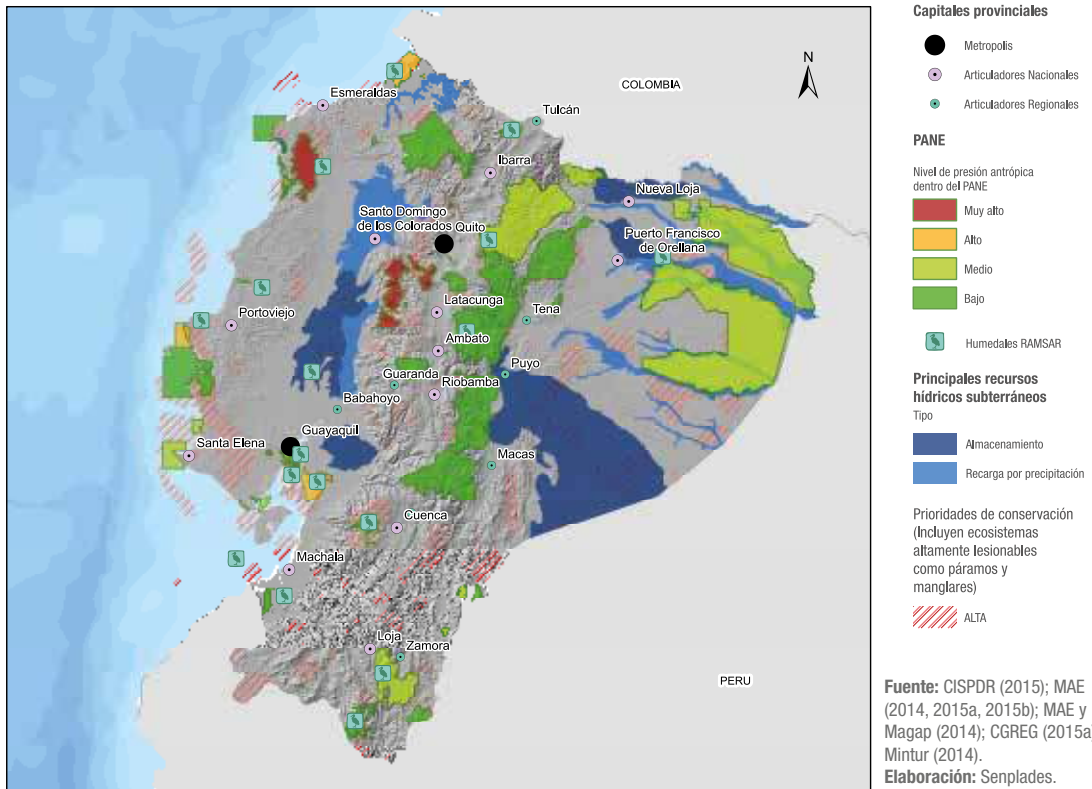 COLOMBIA
N
Esmeraldas
Tulcán
Ibarra
Nueva Loja
Santo Domingo
de los Colorados
Quito
Puerto Francisco
de Orellana
Portoviejo
Latacunga
Tena
Ambato
Guaranda
Puyo
Riobamba
Babahoyo
Guayaquil
Santa Elena
Macas
Cuenca
Machala
Loja
Zamora
PERU
Capitales provinciales
Metropolis
Articuladores Nacionales
Articuladores Regionales
PANE
Nivel de presión antrópica
dentro del PANE
Muy alto
Alto
Medio
Bajo
Humedales RAMSAR
Principales recursos
hídricos subterráneos
Tipo
Almacenamiento
Recarga por precipitación
Prioridades de conservación
(Incluyen ecosistemas
altamente lesionables
como páramos y
manglares)
ALTA
Fuente: CISPDR (2015); MAE
(2014, 2015a, 2015b); MAE y
Magap (2014); CGREG (2015a
Mintur (2014).
Elaboración: Senplades.